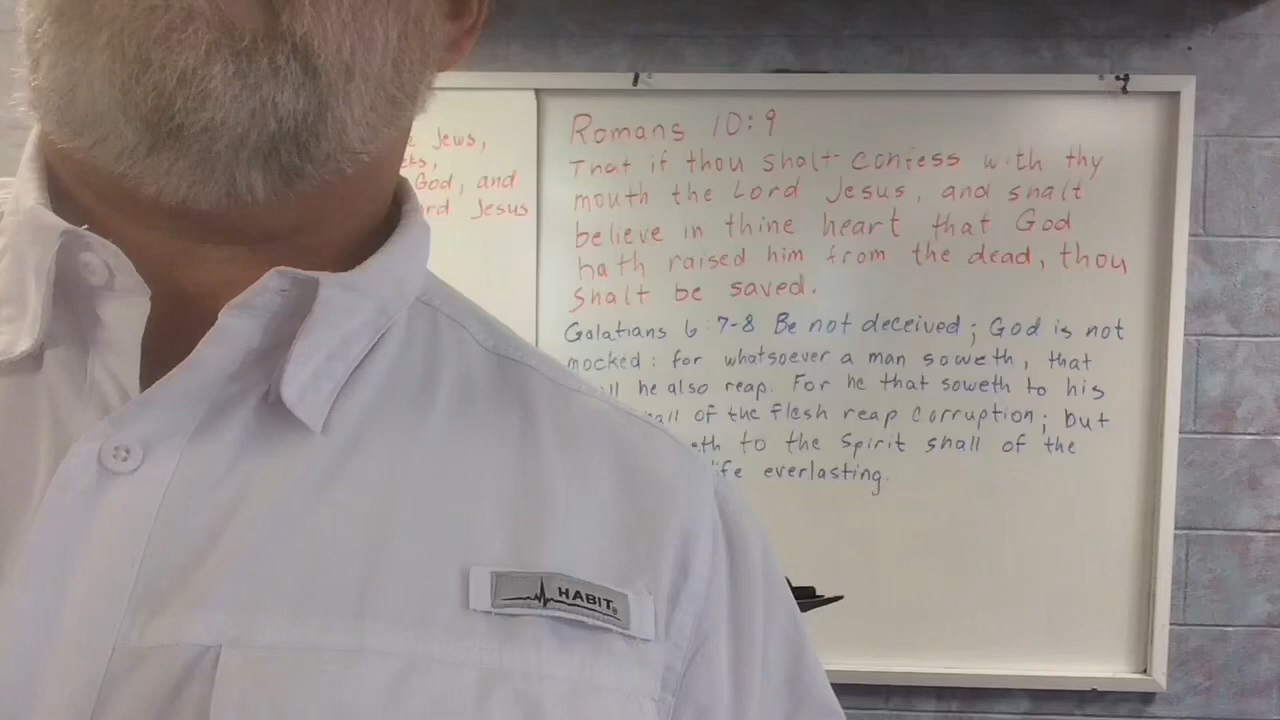 Jews,
God, and
Jesus
Romans 10:9
That if thou shalt confess with thy
mouth the Lord Jesus, and shalt
believe in thine heart that God
hath raised him from the dead, thou
shalt be saved.
Galatians 6:7-8 Be not deceived; God is not
mocked: for whatsoever a man soweth, that
he also reap. For he that soweth to his
of the flesh reap corruption; but
to the Spirit shall of the
everlasting.
HABIT®